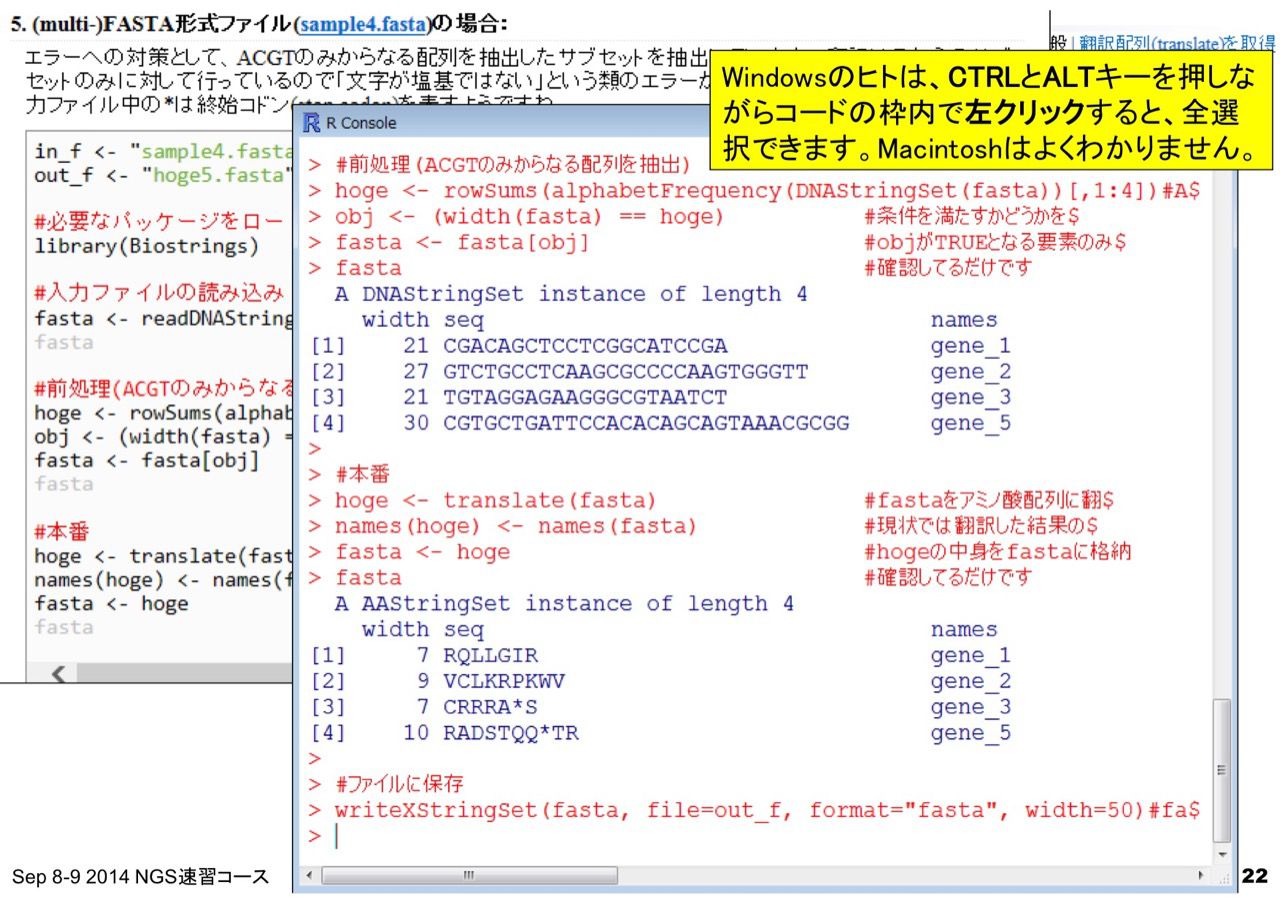 5. (multi-)FASTA形式ファイル(sample4.fasta)の場合:
エラーへの対策として、ACGTのみからなる配列を抽出したサブセットを抽出
セットのみに対して行っているので「文字が塩基ではない」という類のエラーが
力ファイル中の*は終始コドン(stop codon)を表すようですね
般 | 翻訳配列(translate)を取得
Windowsのヒトは、CTRLとALTキーを押しな
がらコードの枠内で左クリックすると、全選
択できます。Macintoshはよくわかりません。
in_f <- "sample4.fasta
out_f <- "hoge5.fasta"
#必要なパッケージをロー
library(Biostrings)
#入力ファイルの読み込み
fasta <- readDNAString
fasta
#前処理(ACGTのみからなる
hoge <- rowSums(alphab
obj <- (width(fasta) =
fasta <- fasta[obj]
fasta
#本番
hoge <- translate(fast
names(hoge) <- names(f
fasta <- hoge
fasta
R Console
> #前処理(ACGTのみからなる配列を抽出)
> hoge <- rowSums(alphabetFrequency(DNAStringSet(fasta))[,1:4])#A$
> obj <- (width(fasta) == hoge) #条件を満たすかどうかを$
> fasta <- fasta[obj] #objがTRUEとなる要素のみ$
> fasta #確認してるだけです
A DNAStringSet instance of length 4
width seq names
[1] 21 CGACAGCTCCTCGGCATCCGA gene_1
[2] 27 GTCTGCCTCAAGCGCCCCAAGTGGGTT gene_2
[3] 21 TGTAGGAGAAGGGCGTAATCT gene_3
[4] 30 CGTGCTGATTCCACACAGCAGTAAACGCGG gene_5
>
> #本番
> hoge <- translate(fasta) #fastaをアミノ酸配列に翻$
> names(hoge) <- names(fasta) #現状では翻訳した結果の$
> fasta <- hoge #hogeの中身をfastaに格納
> fasta #確認してるだけです
A AAStringSet instance of length 4
width seq names
[1] 7 RQLLGIR gene_1
[2] 9 VCLKRPKWV gene_2
[3] 7 CRRRA*S gene_3
[4] 10 RADSTQQ*TR gene_5
>
> #ファイルに保存
> writeXStringSet(fasta, file=out_f, format="fasta", width=50)#fa$
>
Sep 8-9 2014 NGS速習コース
22